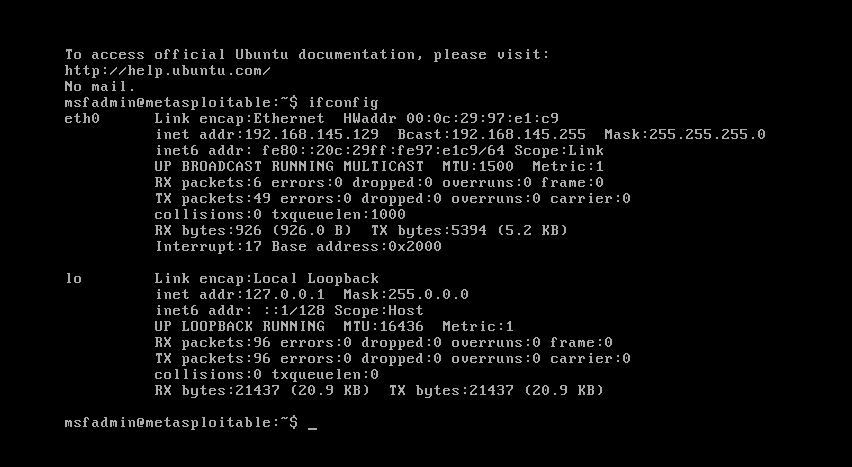 To access official Ubuntu documentation, please visit:
http://help.ubuntu.com/
No mail.
msfadmin@metasploitable:~$ ifconfig
eth0      Link encap:Ethernet  HWaddr 00:0c:29:97:e1:c9
          inet addr:192.168.145.129  Bcast:192.168.145.255  Mask:255.255.255.0
          inet6 addr: fe80::20c:29ff:fe97:e1c9/64 Scope:Link
          UP BROADCAST RUNNING MULTICAST  MTU:1500  Metric:1
          RX packets:6 errors:0 dropped:0 overruns:0 frame:0
          TX packets:49 errors:0 dropped:0 overruns:0 carrier:0
          collisions:0 txqueuelen:1000
          RX bytes:926 (926.0 B)  TX bytes:5394 (5.2 KB)
          Interrupt:17 Base address:0x2000
lo        Link encap:Local Loopback
          inet addr:127.0.0.1  Mask:255.0.0.0
          inet6 addr: ::1/128 Scope:Host
          UP LOOPBACK RUNNING  MTU:16436  Metric:1
          RX packets:96 errors:0 dropped:0 overruns:0 frame:0
          TX packets:96 errors:0 dropped:0 overruns:0 carrier:0
          collisions:0 txqueuelen:0
          RX bytes:21437 (20.9 KB)  TX bytes:21437 (20.9 KB)
msfadmin@metasploitable:~$ _